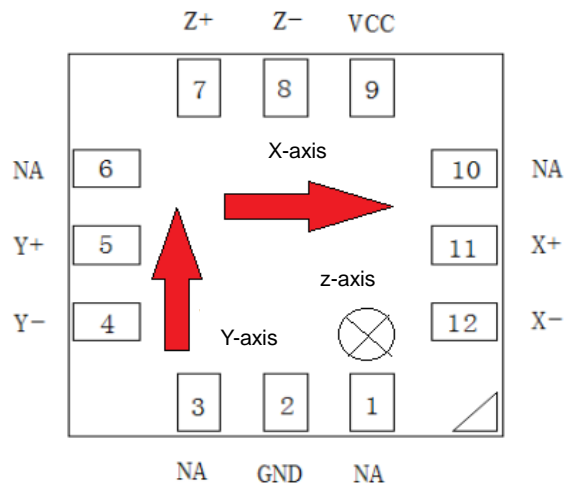 Z+ Z- VCC
7 8 9
X-axis
NA 6 10 NA
Y+ 5 11 X+
z-axis
Y- 4 12 X-
Y-axis
3 2 1
NA GND NA